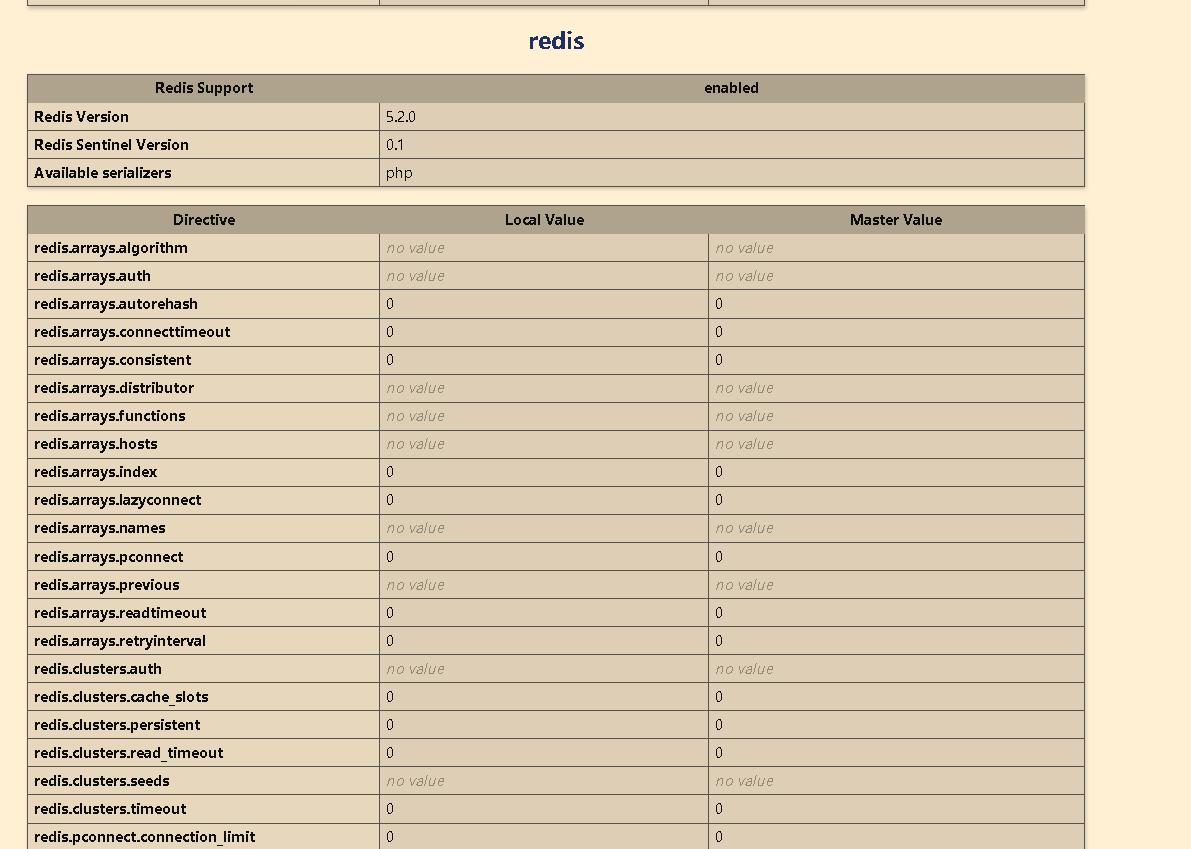 redis
Redis Support enabled
Redis Version 5.2.0
Redis Sentinel Version 0.1
Available serializers php
Directive Local Value Master Value
redis.arrays.algorithm no value no value
redis.arrays.auth no value no value
redis.arrays.autorehash 0 0
redis.arrays.connecttimeout 0 0
redis.arrays.consistent 0 0
redis.arrays.distributor no value no value
redis.arrays.functions no value no value
redis.arrays.hosts no value no value
redis.arrays.index 0 0
redis.arrays.lazyconnect 0 0
redis.arrays.names no value no value
redis.arrays.pconnect 0 0
redis.arrays.previous no value no value
redis.arrays.readtimeout 0 0
redis.arrays.retryinterval 0 0
redis.clusters.auth no value no value
redis.clusters.cache_slots 0 0
redis.clusters.persistent 0 0
redis.clusters.read_timeout 0 0
redis.clusters.seeds no value no value
redis.clusters.timeout 0 0
redis.pconnect.connection_limit 0 0